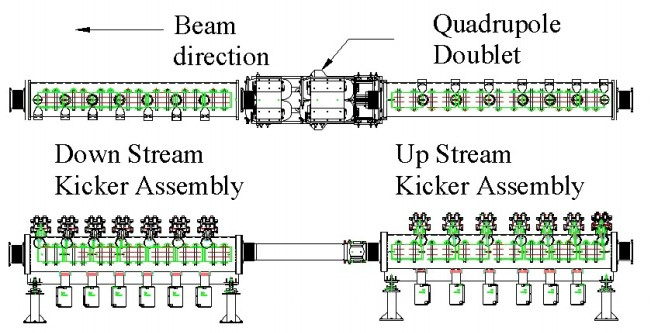 Beam
direction
Quadrupole
Doublet
Down Stream
Kicker Assembly
Up Stream
Kicker Assembly